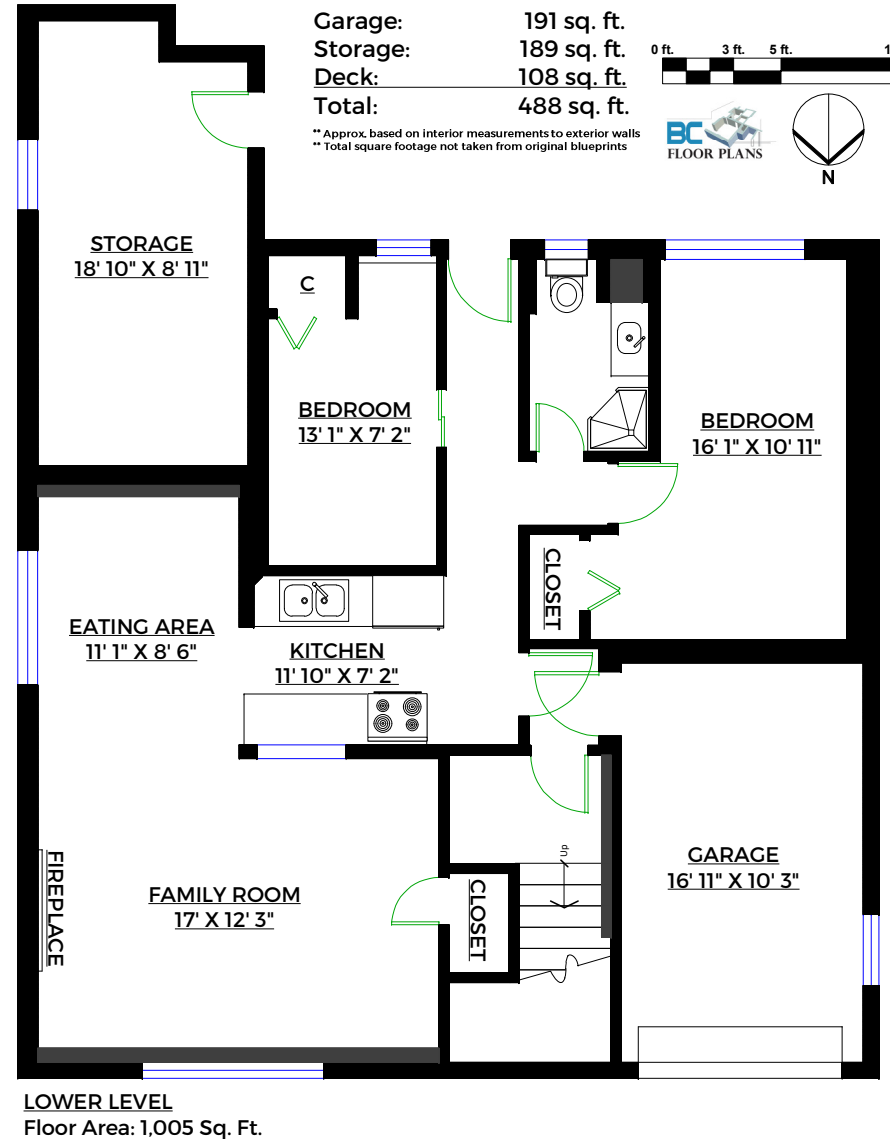 Garage: 191 sq. ft.
Storage: 189 sq. ft.
Deck: 108 sq. ft.
Total: 488 sq. ft.
** Approx. based on interior measurements to exterior walls
** Total square footage not taken from original blueprints
0 ft. 3 ft. 5 ft.
BC
FLOOR PLANS
N
STORAGE
18' 10" X 8' 11"
C
BEDROOM
13' 1" X 7' 2"
BEDROOM
16' 1" X 10' 11"
CLOSET
EATING AREA
11' 1" X 8' 6"
KITCHEN
11' 10" X 7' 2"
Up
GARAGE
16' 11" X 10' 3"
FIREPLACE
FAMILY ROOM
17' X 12' 3"
CLOSET
LOWER LEVEL
Floor Area: 1,005 Sq. Ft.